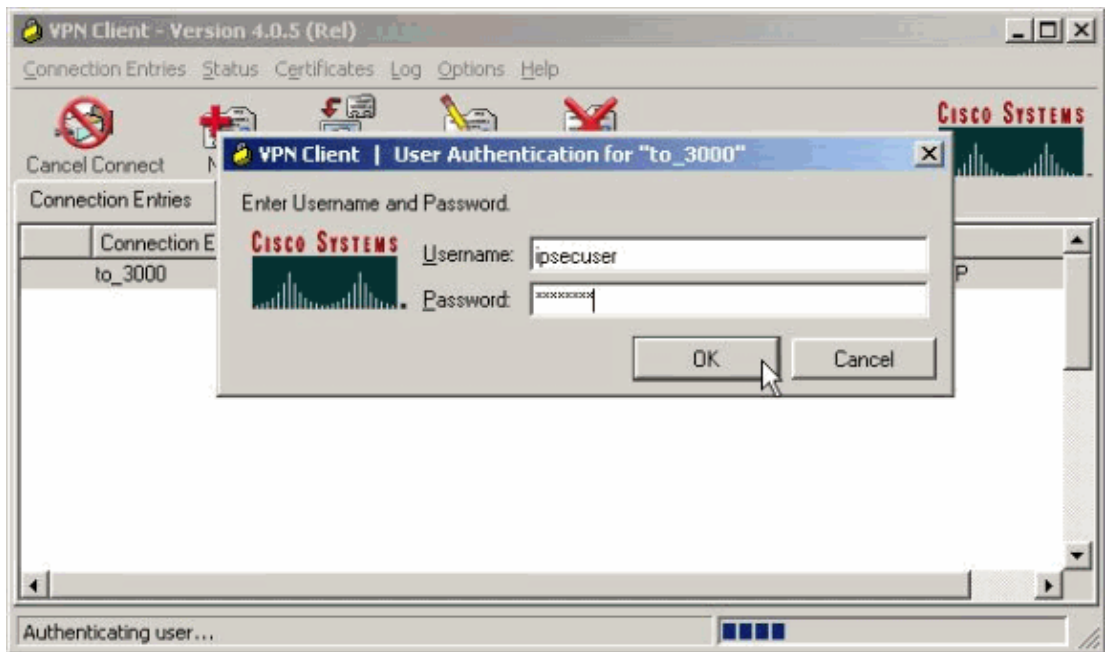 VPN Client - Version 4.0.5 (Rel)
Connection Entries Status Certificates Log Options Help
CISCO SYSTEMS
Cancel Connect
VPN Client | User Authentication for "to_3000"
Connection Entries
Enter Username and Password.
Connection E
CISCO SYSTEMS
Username: ipsecuser
to_3000 P
Password: ********
OK Cancel
Authenticating user...